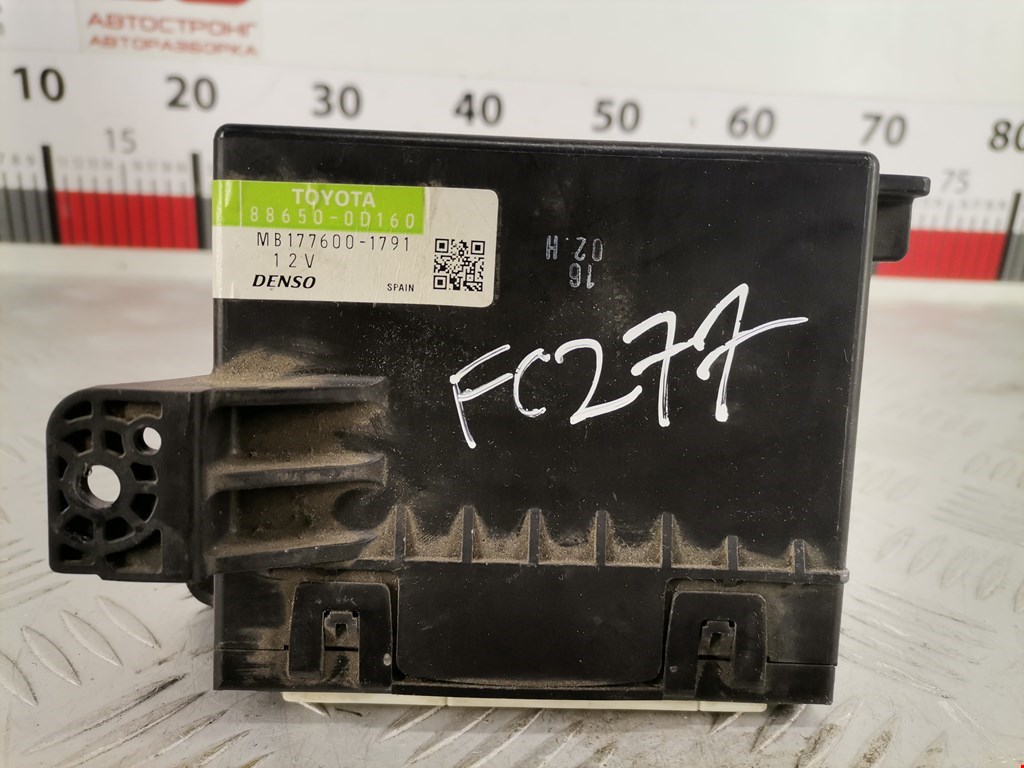 АВТОСТРОНГ
АВТОРАЗБОРКА
10 20 30 40 50 60 70 80
15 75
TOYOTA
88650-0D160
MB177600-1791
12V
DENSO SPAIN
02 H
16
FC277